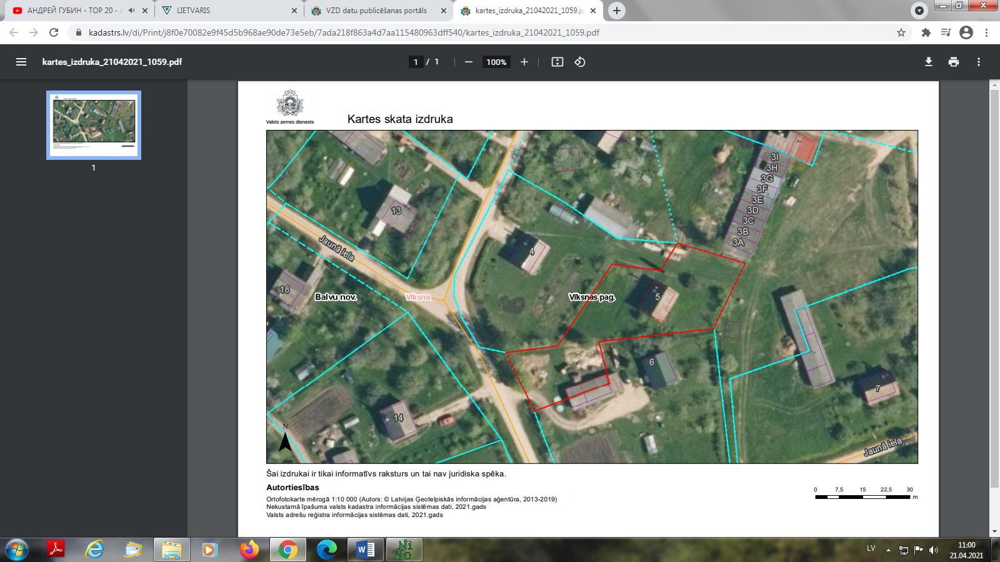 АНДРЕЙ ГУБИН - TOP 20 -
LIETVARIS
VZD datu publicēšanas portāls
kartes_izdruka_21042021_1059.p
kadastrs.lv/di/Print/j8f0e70082e9f45d5b968ae90de73e5eb/7ada218f863a4d7aa115480963dff540/kartes_izdruka_21042021_1059.pdf
kartes_izdruka_21042021_1059.pdf
1 / 1
100%
1
Valsts zemes dienests
Kartes skata izdruka
3I
3H
3G
3F
3E
3D
3C
3B
3A
13
4
Jaunā iela
18
Balvu nov.
Vīksna
Vīksnas pag.
5
6
7
14
N
Jaunā iela
Šai izdrukai ir tikai informatīvs raksturs un tai nav juridiska spēka.
Autortiesības
Ortofotokarte mērogā 1:10 000 (Autors: © Latvijas Ģeotelpiskās informācijas aģentūra, 2013-2019)
Nekustamā īpašuma valsts kadastra informācijas sistēmas dati, 2021.gads
Valsts adrešu reģistra informācijas sistēmas dati, 2021.gads
0 7,5 15 22,5 30
m
Ni
No
LV
11:00
21.04.2021